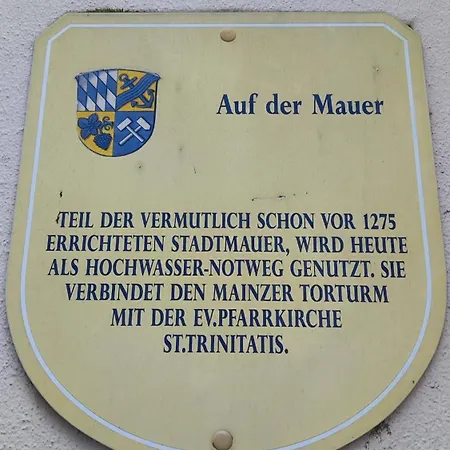 Auf der Mauer
TEIL DER VERMUTLICH SCHON VOR 1275
ERRICHTETEN STADTMAUER, WIRD HEUTE
ALS HOCHWASSER-NOTWEG GENUTZT. SIE
VERBINDET DEN MAINZER TORTURM
MIT DER EV.PFARRKIRCHE
ST.TRINITATIS.